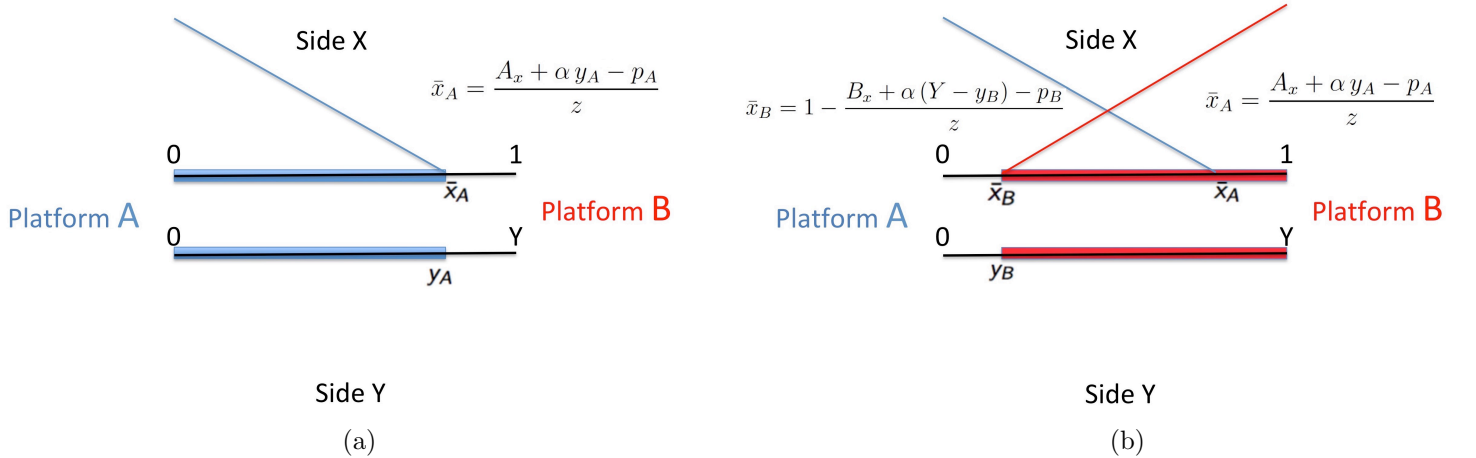 Side X
x̄_A = (A_x + α y_A − p_A) / z
0 1
x̄_A
Platform A
Platform B
0 Y
y_A
Side Y
(a)
Side X
x̄_B = 1 − (B_x + α (Y − y_B) − p_B) / z
x̄_A = (A_x + α y_A − p_A) / z
0 1
x̄_B x̄_A
Platform A
Platform B
0 Y
y_B
Side Y
(b)